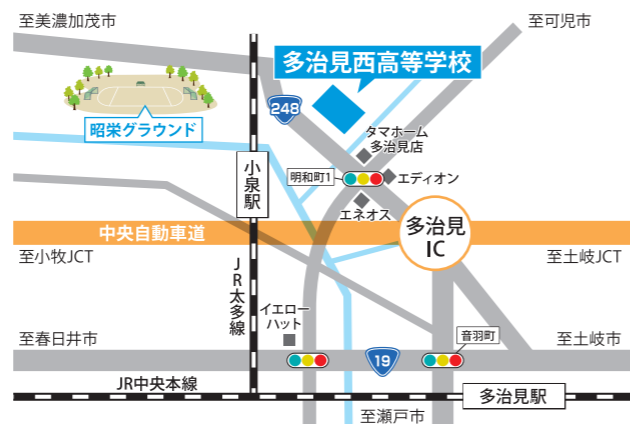 至美濃加茂市
至可児市
多治見西高等学校
248
昭栄グラウンド
タマホーム
多治見店
小泉駅
明和町1
エディオン
エネオス
中央自動車道
多治見
IC
至小牧JCT
至土岐JCT
JR太多線
イエロー
ハット
音羽町
至春日井市
至土岐市
19
JR中央本線
多治見駅
至瀬戸市